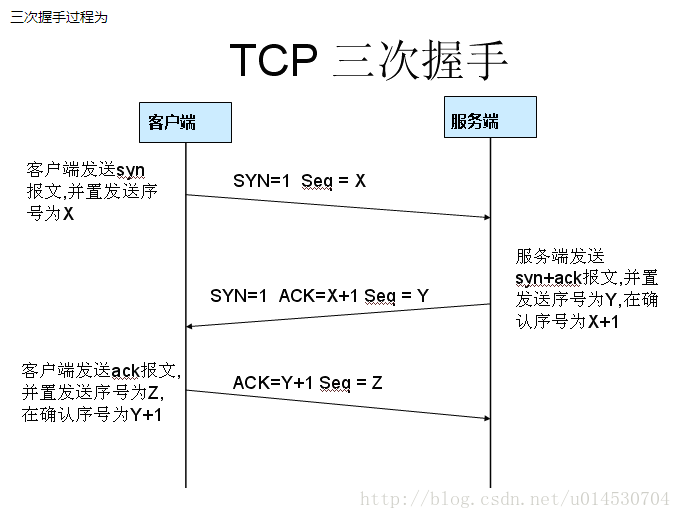 三次握手过程为
TCP 三次握手
客户端
服务端
客户端发送syn
报文,并置发送序
号为X
SYN=1 Seq = X
服务端发送
syn+ack报文,并置
发送序号为Y,在确
认序号为X+1
SYN=1 ACK=X+1 Seq = Y
客户端发送ack报文,
并置发送序号为Z,
在确认序号为Y+1
ACK=Y+1 Seq = Z
http://blog.csdn.net/u014530704